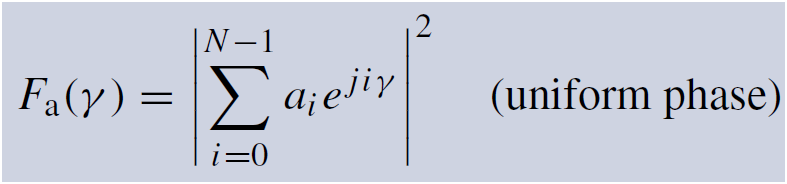 F_a(γ) = |∑_{i=0}^{N−1} a_i e^{jiγ}|^2 (uniform phase)